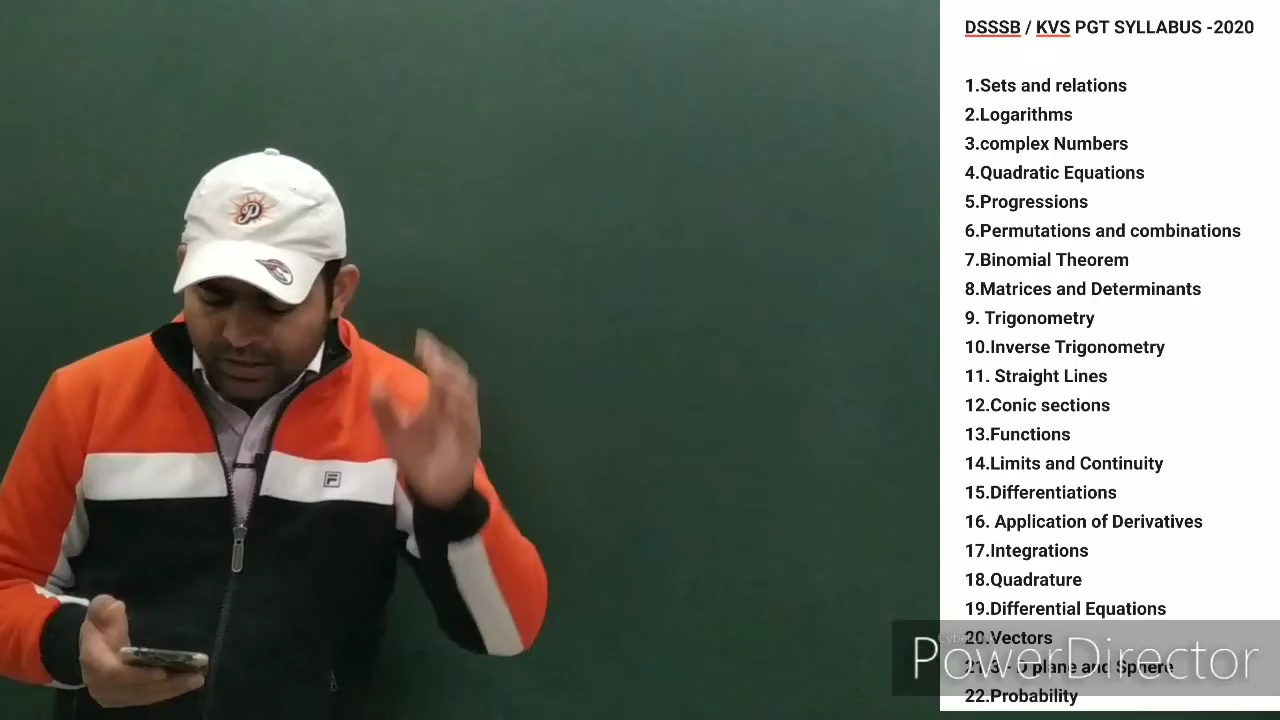 DSSSB / KVS PGT SYLLABUS -2020
1.Sets and relations
2.Logarithms
3.complex Numbers
4.Quadratic Equations
5.Progressions
6.Permutations and combinations
7.Binomial Theorem
8.Matrices and Determinants
9. Trigonometry
10.Inverse Trigonometry
11. Straight Lines
12.Conic sections
13.Functions
14.Limits and Continuity
15.Differentiations
16. Application of Derivatives
17.Integrations
18.Quadrature
19.Differential Equations
20.Vectors
PowerDirector
plane and Sphere
22.Probability
P
F